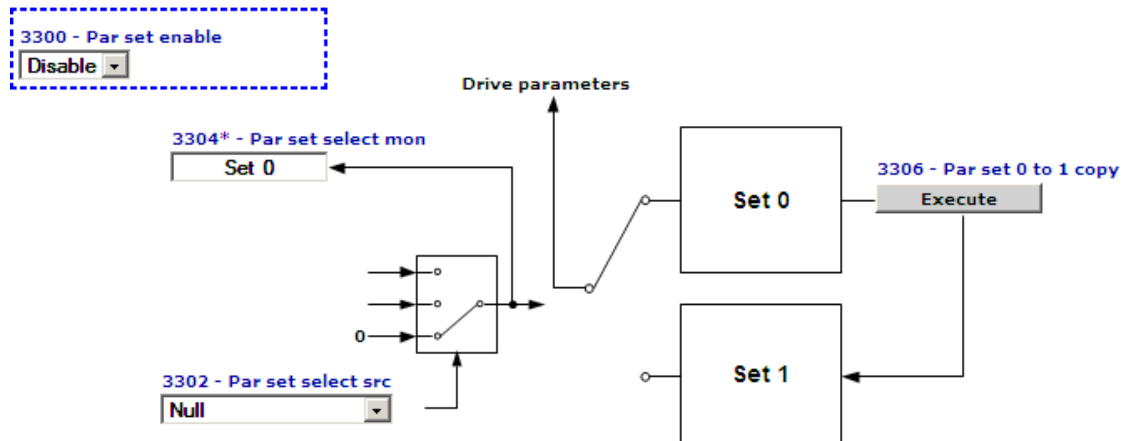 3300 - Par set enable
Disable
Drive parameters
3304* - Par set select mon
Set 0
Set 0
3306 - Par set 0 to 1 copy
Execute
0
3302 - Par set select src
Null
Set 1